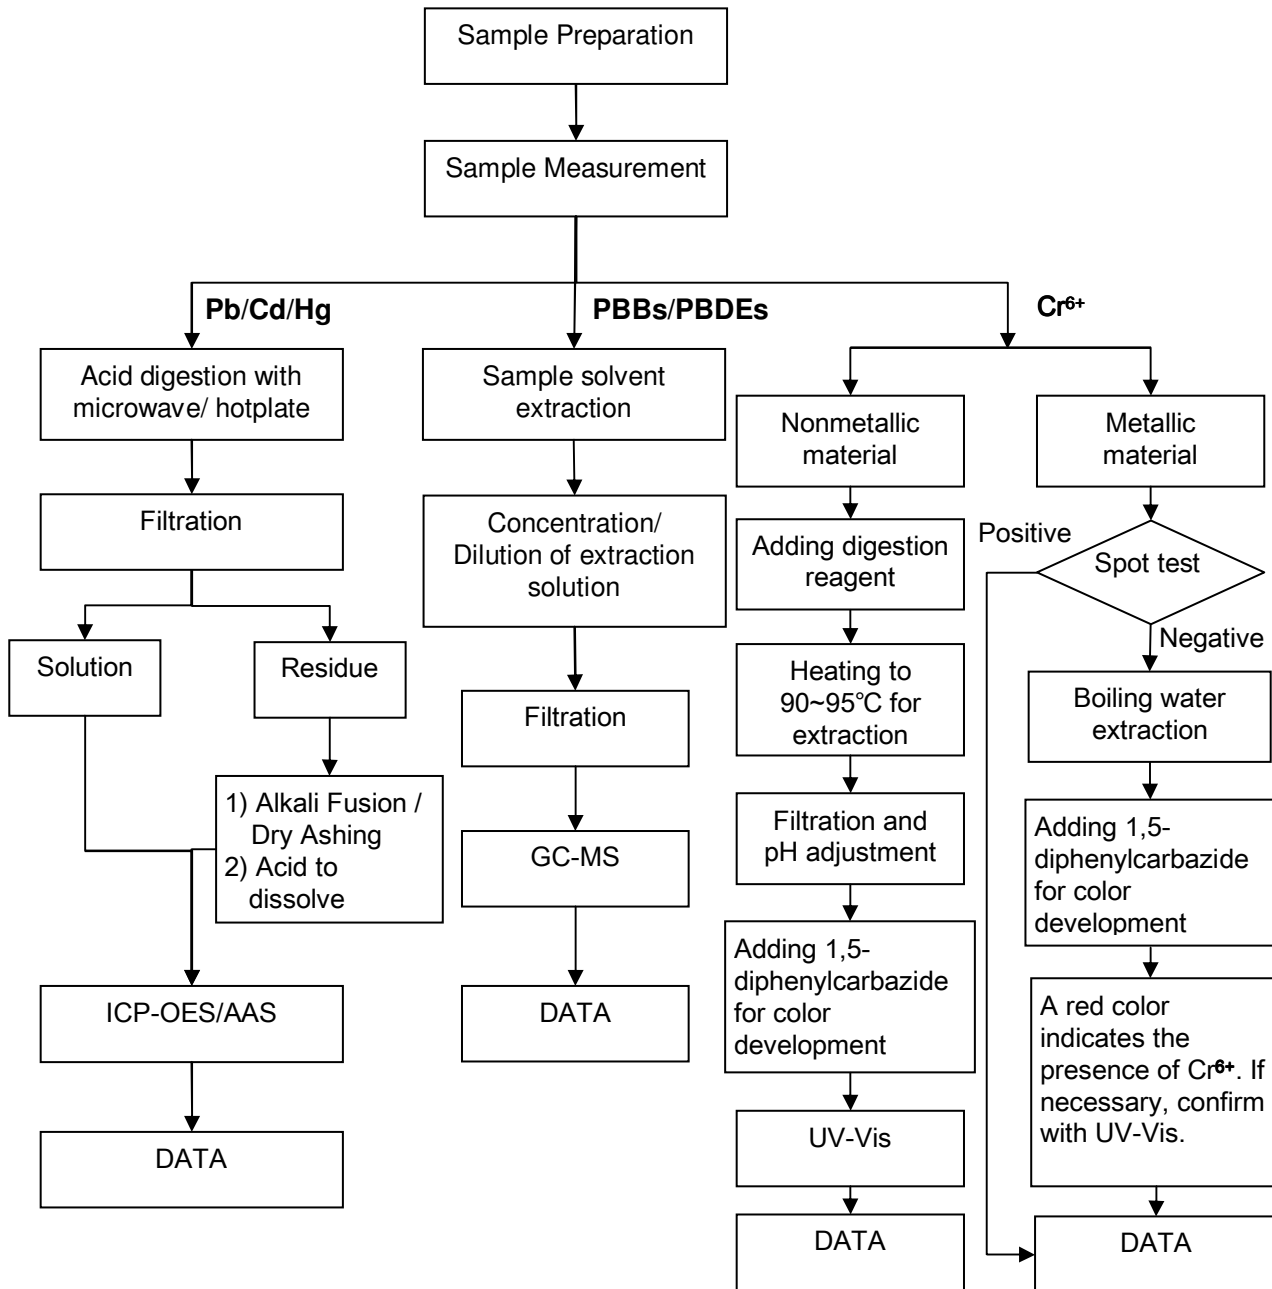 Sample Preparation
Sample Measurement
Pb/Cd/Hg
PBBs/PBDEs
Cr⁶⁺
Acid digestion with
microwave/ hotplate
Filtration
Solution
Residue
1) Alkali Fusion /
Dry Ashing
2) Acid to
dissolve
ICP-OES/AAS
DATA
Sample solvent
extraction
Concentration/
Dilution of extraction
solution
Filtration
GC-MS
DATA
Nonmetallic
material
Adding digestion
reagent
Heating to
90~95℃ for
extraction
Filtration and
pH adjustment
Adding 1,5-
diphenylcarbazide
for color
development
UV-Vis
DATA
Metallic
material
Spot test
Positive
Negative
Boiling water
extraction
Adding 1,5-
diphenylcarbazide
for color
development
A red color
indicates the
presence of Cr⁶⁺. If
necessary, confirm
with UV-Vis.
DATA